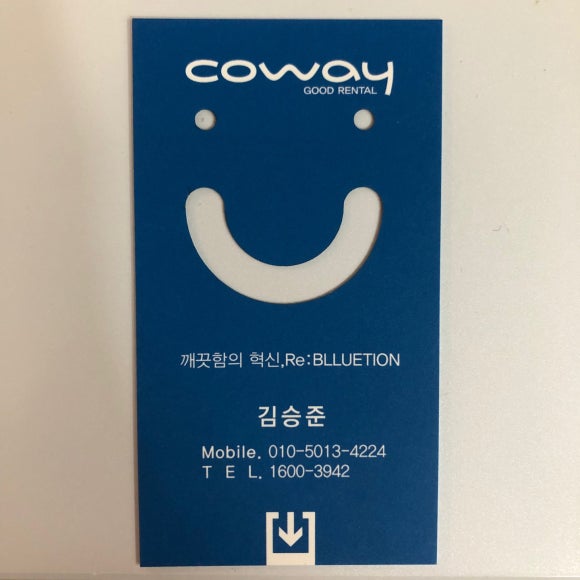 coway
GOOD RENTAL
깨끗함의 혁신,Re:BLLUETION
김승준
Mobile. 010-5013-4224
T E L. 1600-3942